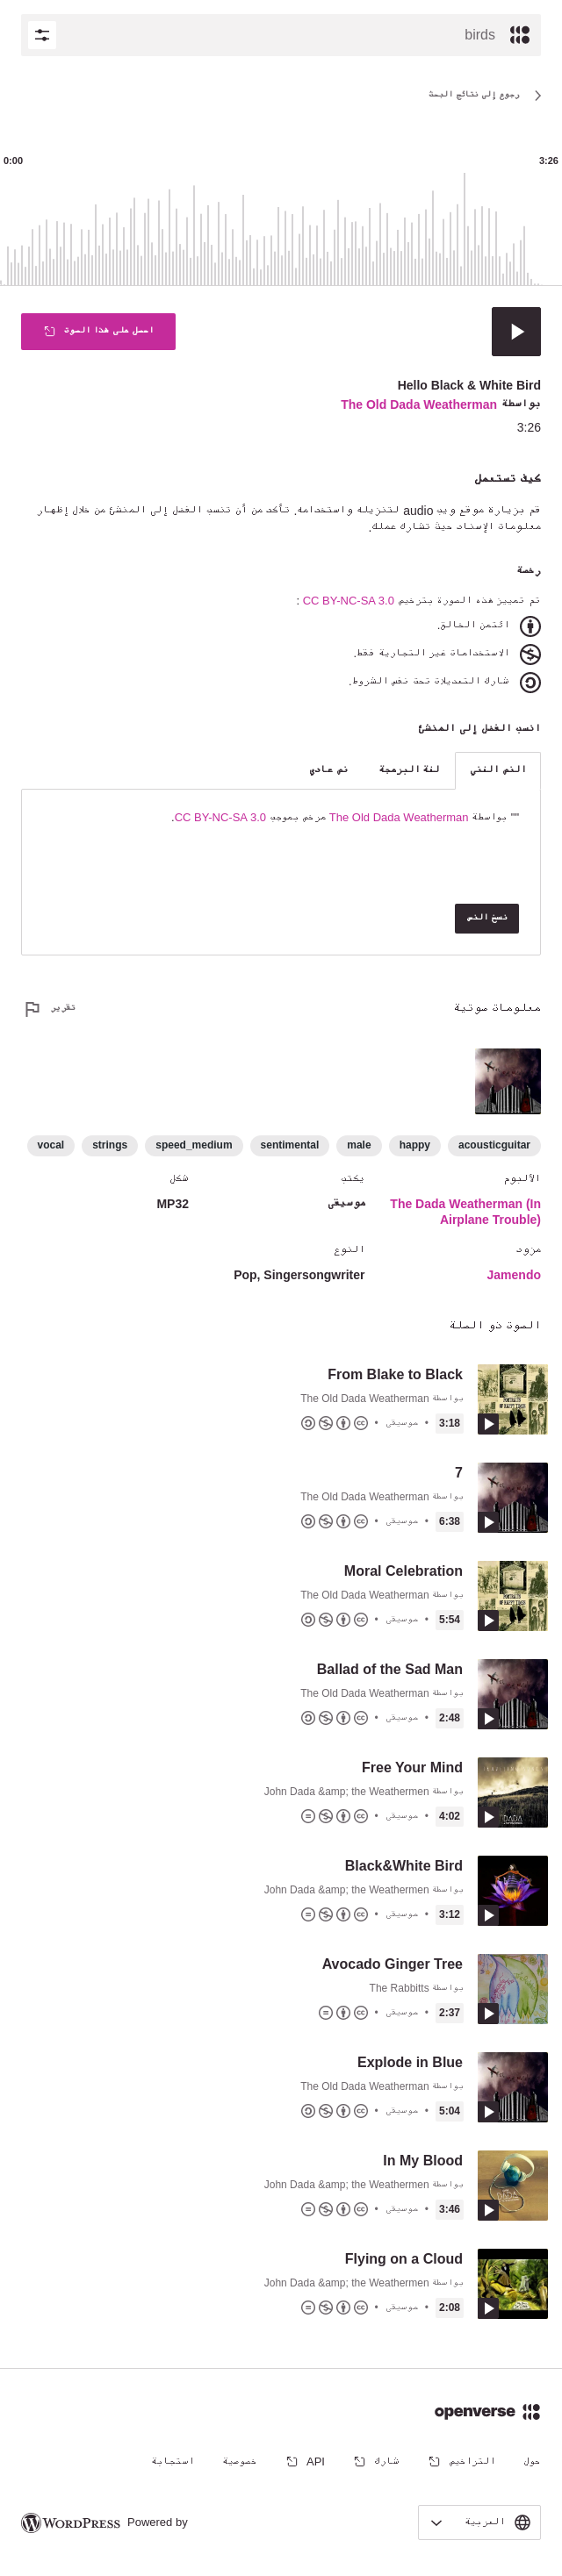 birds
رجوع إلى نتائج البحث
0:00 3:26
احصل على هذا الصوت
Hello Black & White Bird
بواسطة The Old Dada Weatherman
3:26
كيف تستعمل
قم بزيارة موقع ويب audio لتنزيله واستخدامه. تأكد من أن تنسب الفضل إلى المنشئ من خلال إظهار
معلومات الإسناد حيث تشارك عملك.
رخصة
تم تمييز هذه الصورة بترخيص CC BY-NC-SA 3.0 :
ائتمن الخالق.
الاستخدامات غير التجارية فقط.
شارك التعديلات تحت نفس الشروط.
انسب الفضل إلى المنشئ
النص الغني
لغة البرمجة
نص عادي
"" بواسطة The Old Dada Weatherman مرخص بموجب CC BY-NC-SA 3.0.
نسخ النص
معلومات صوتية
تقرير
acousticguitar happy male sentimental speed_medium strings vocal
الألبوم
The Dada Weatherman (In
Airplane Trouble)
يكتب
موسيقى
شكل
MP32
مزود
Jamendo
النوع
Pop, Singersongwriter
الصوت ذو الصلة
From Blake to Black
بواسطة The Old Dada Weatherman
3:18 • موسيقى •
7
بواسطة The Old Dada Weatherman
6:38 • موسيقى •
Moral Celebration
بواسطة The Old Dada Weatherman
5:54 • موسيقى •
Ballad of the Sad Man
بواسطة The Old Dada Weatherman
2:48 • موسيقى •
Free Your Mind
بواسطة John Dada &amp; the Weathermen
4:02 • موسيقى •
Black&White Bird
بواسطة John Dada &amp; the Weathermen
3:12 • موسيقى •
Avocado Ginger Tree
بواسطة The Rabbitts
2:37 • موسيقى •
Explode in Blue
بواسطة The Old Dada Weatherman
5:04 • موسيقى •
In My Blood
بواسطة John Dada &amp; the Weathermen
3:46 • موسيقى •
Flying on a Cloud
بواسطة John Dada &amp; the Weathermen
2:08 • موسيقى •
openverse
حول التراخيص شارك API خصوصية استجابة
العربية
Powered by WORDPRESS